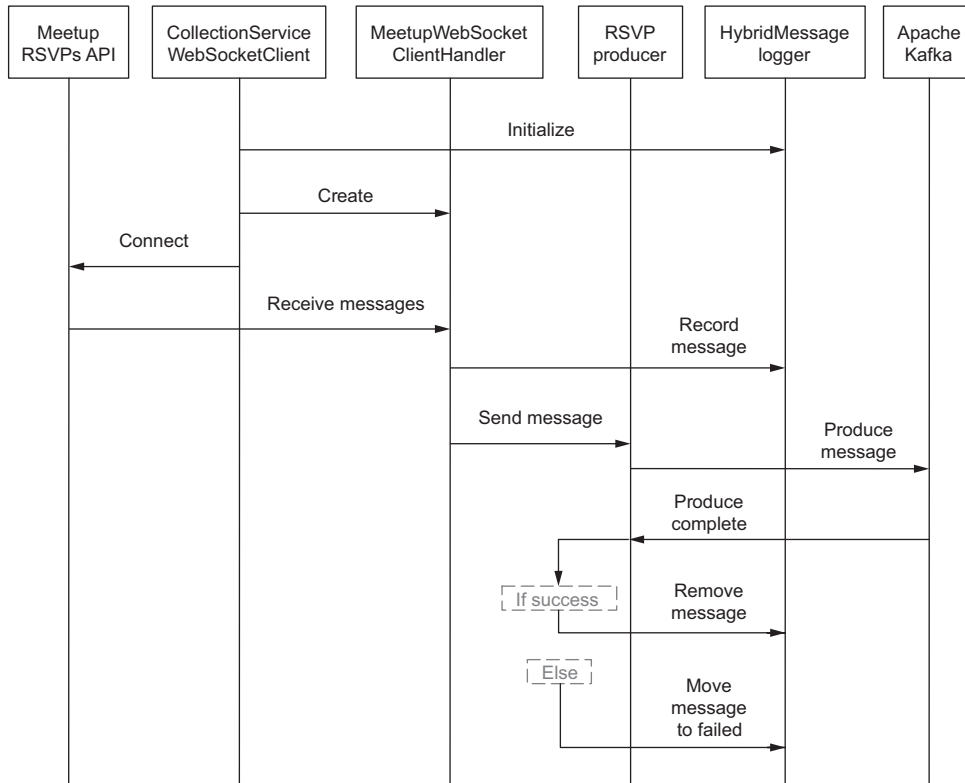 Meetup
RSVPs API
CollectionService
WebSocketClient
MeetupWebSocket
ClientHandler
RSVP
producer
HybridMessage
logger
Apache
Kafka
Initialize
Create
Connect
Receive messages
Record
message
Send message
Produce
message
Produce
complete
If success
Remove
message
Else
Move
message
to failed